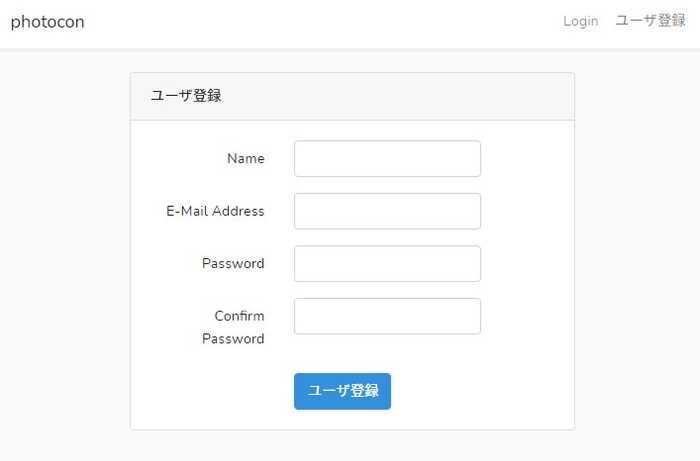 photocon
Login
ユーザ登録
ユーザ登録
Name
E-Mail Address
Password
Confirm
Password
ユーザ登録